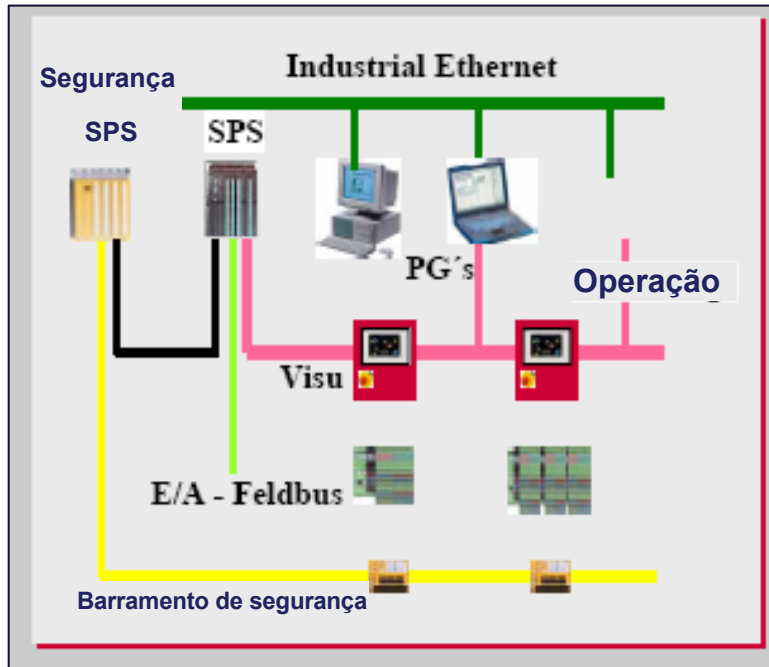 Industrial Ethernet
Segurança
SPS
SPS
PG´s
Operação
Visu
E/A - Feldbus
Barramento de segurança